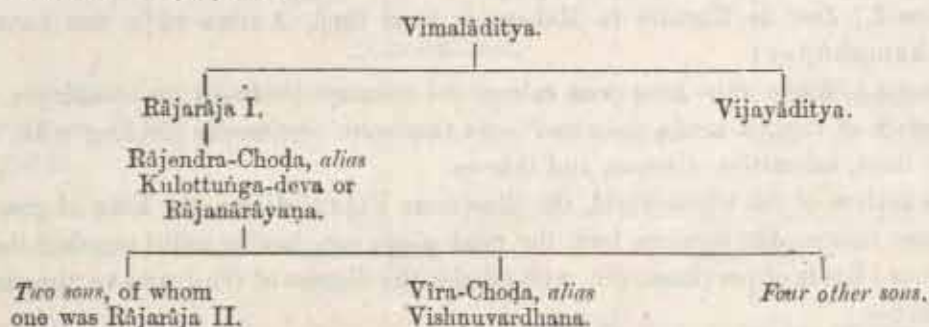 Vimalâditya.
Râjarâja I. Vijayâditya.
Râjendra-Choḍa, alias
Kulottuṅga-deva or
Râjanârâyaṇa.
Two sons, of whom Vîra-Choḍa, alias Four other sons.
one was Râjarâja II. Vishnuvardhana.